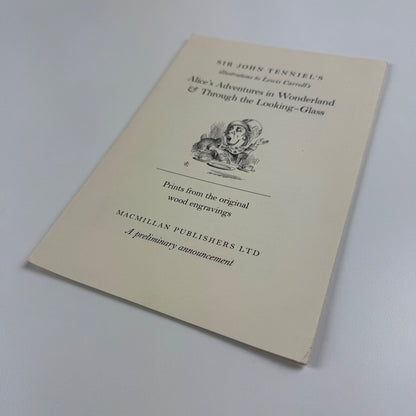 SIR JOHN TENNIEL'S
illustrations to Lewis Carroll's
Alice's Adventures in Wonderland
& Through the Looking-Glass
Prints from the original
wood engravings
MACMILLAN PUBLISHERS LTD
A preliminary announcement